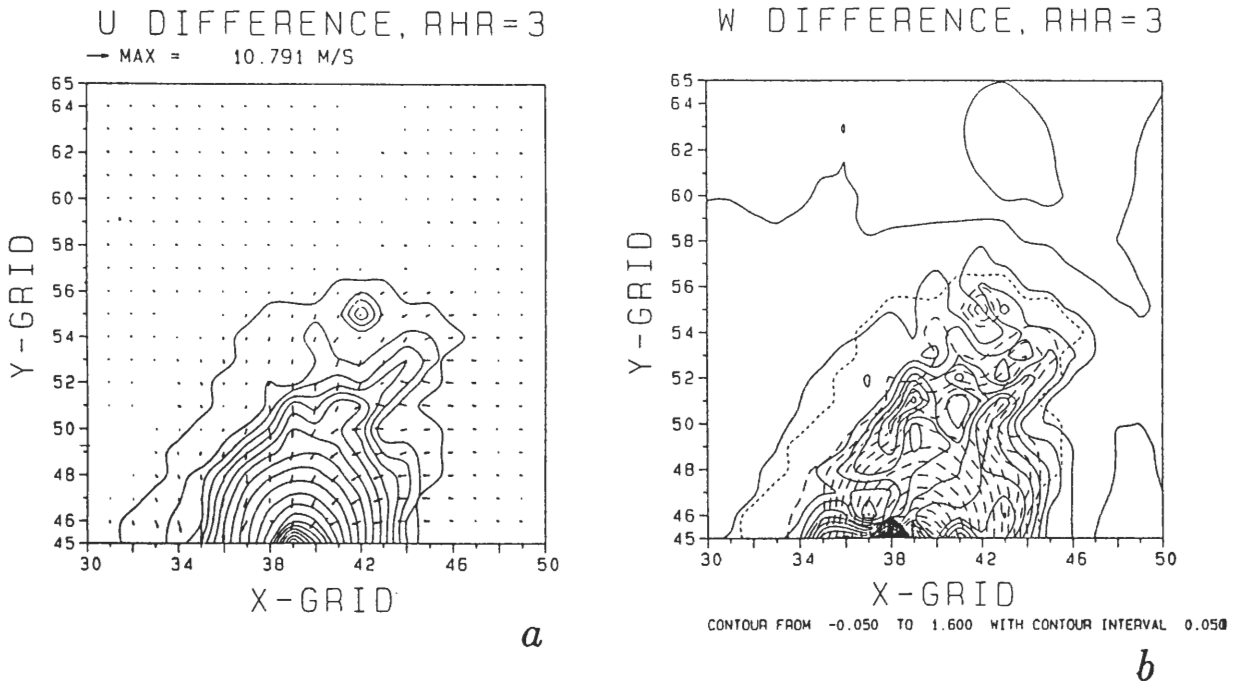 U DIFFERENCE, RHR=3
→ MAX = 10.791 M/S
65
64
62
60
58
56
54
52
50
48
46
45
Y-GRID
30 34 38 42 46 50
X-GRID
a
W DIFFERENCE, RHR=3
65
64
62
60
58
56
54
52
50
48
46
45
Y-GRID
30 34 38 42 46 50
X-GRID
CONTOUR FROM -0.050 TO 1.600 WITH CONTOUR INTERVAL 0.050
b